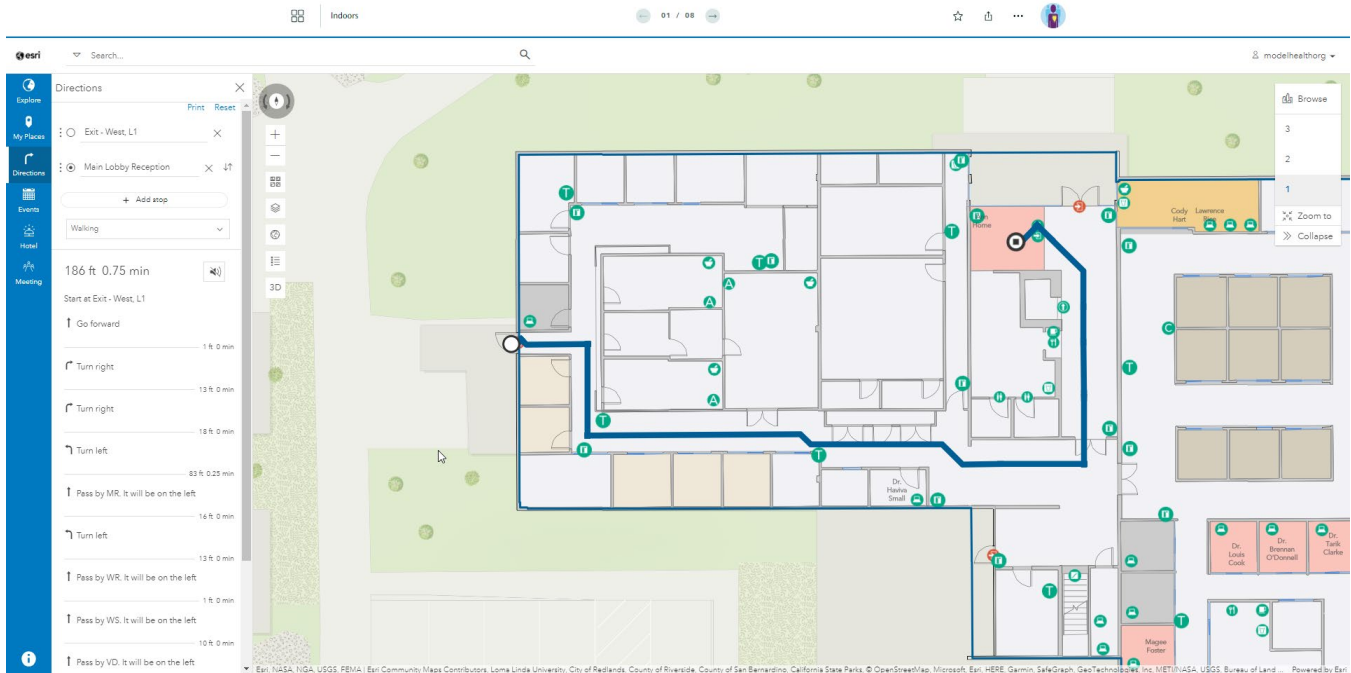 Indoors
01 / 08
esri
Search...
modelhealthorg
Explore
My Places
Directions
Events
Hotel
Meeting
Directions
Print Reset
Exit - West, L1
Main Lobby Reception
+ Add stop
Walking
186 ft 0.75 min
Start at Exit - West, L1
Go forward
1 ft 0 min
Turn right
13 ft 0 min
Turn right
18 ft 0 min
Turn left
83 ft 0.25 min
Pass by MR. It will be on the left
16 ft 0 min
Turn left
13 ft 0 min
Pass by WR. It will be on the left
1 ft 0 min
Pass by WS. It will be on the left
10 ft 0 min
Pass by VD. It will be on the left
3D
Browse
3
2
1
Zoom to
Collapse
Home
Cody
Hart
Lawrence
T
T
T
T
T
T
T
T
T
A
A
A
C
Dr.
Haviva
Small
Dr.
Louis
Cook
Dr.
Brennan
O'Donnell
Dr.
Tarik
Clarke
Magee
Foster
Esri, NASA, NGA, USGS, FEMA | Esri Community Maps Contributors, Loma Linda University, City of Redlands, County of Riverside, County of San Bernardino, California State Parks, © OpenStreetMap, Microsoft, Esri, HERE, Garmin, SafeGraph, GeoTechnologies, Inc, METI/NASA, USGS, Bureau of Land ...
Powered by Esri